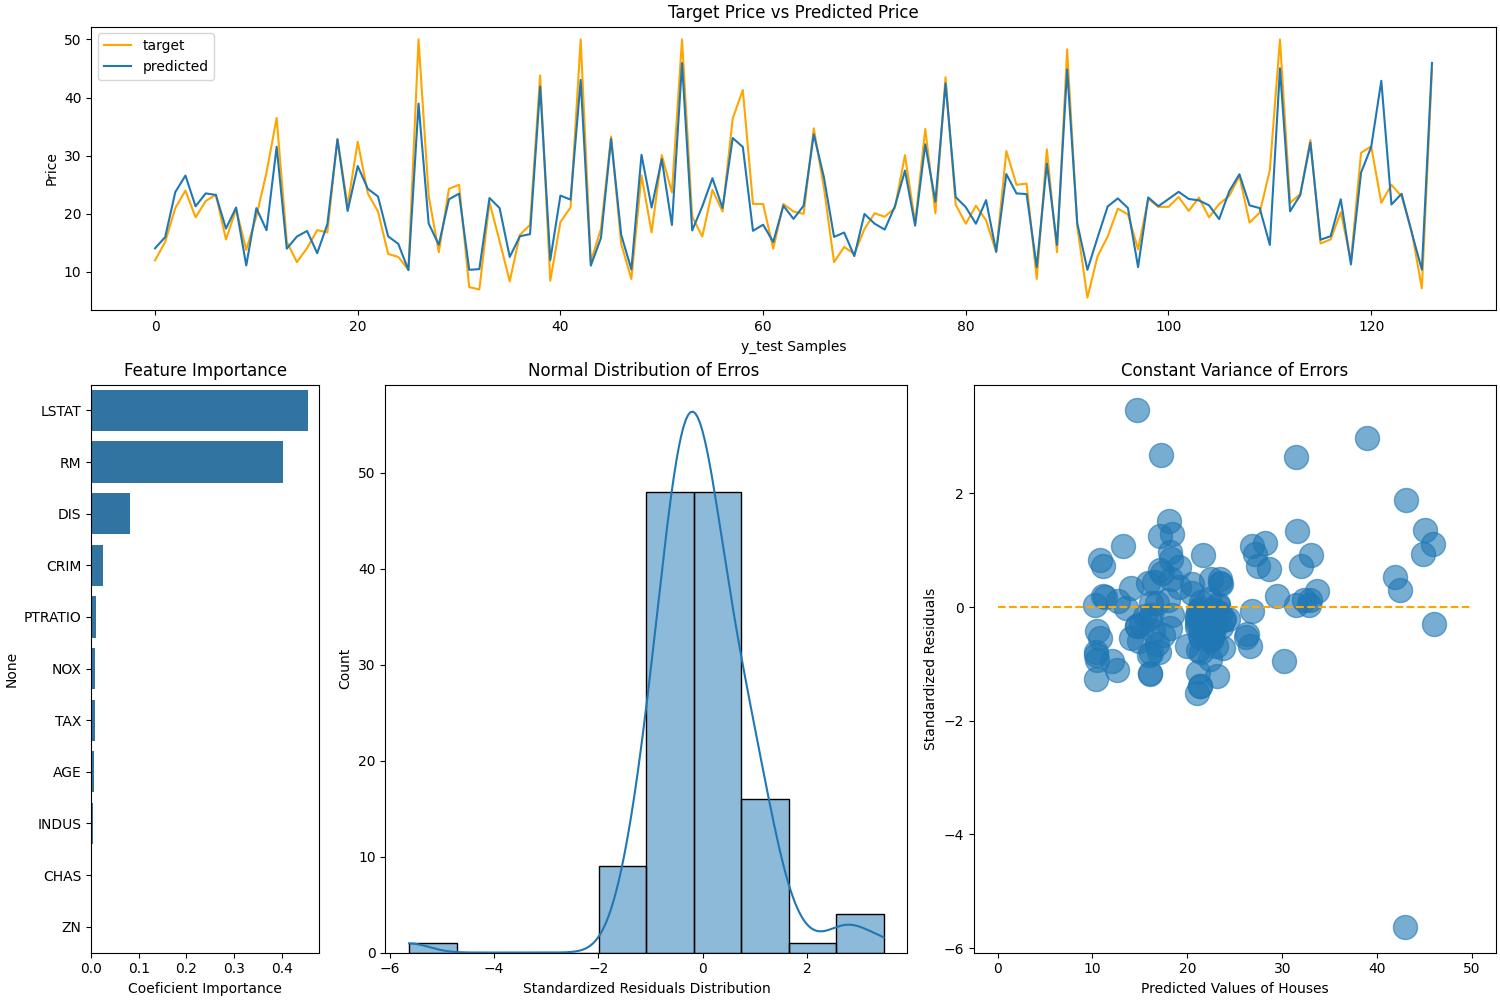 Target Price vs Predicted Price
target
predicted
50
40
30
20
10
Price
0
20
40
60
80
100
120
y_test Samples
Feature Importance
LSTAT
RM
DIS
CRIM
PTRATIO
NOX
TAX
AGE
INDUS
CHAS
ZN
None
0.0
0.1
0.2
0.3
0.4
Coeficient Importance
Normal Distribution of Erros
50
40
30
20
10
0
Count
−6
−4
−2
0
2
Standardized Residuals Distribution
Constant Variance of Errors
2
0
−2
−4
−6
Standardized Residuals
0
10
20
30
40
50
Predicted Values of Houses